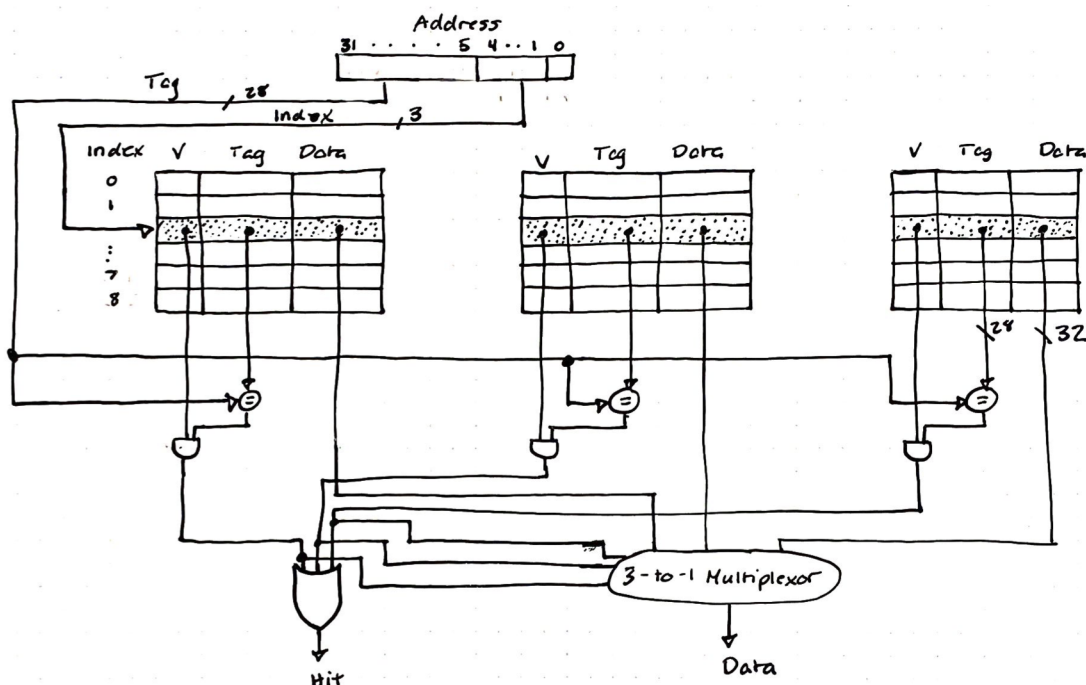 Address
31 . . . . 5 4 . . 1 0
Tag 28
Index 3
Index V Tag Data
V Tag Data
V Tag Data
0
1
:
7
8
28 32
= = =
3-to-1 Multiplexor
Hit
Data